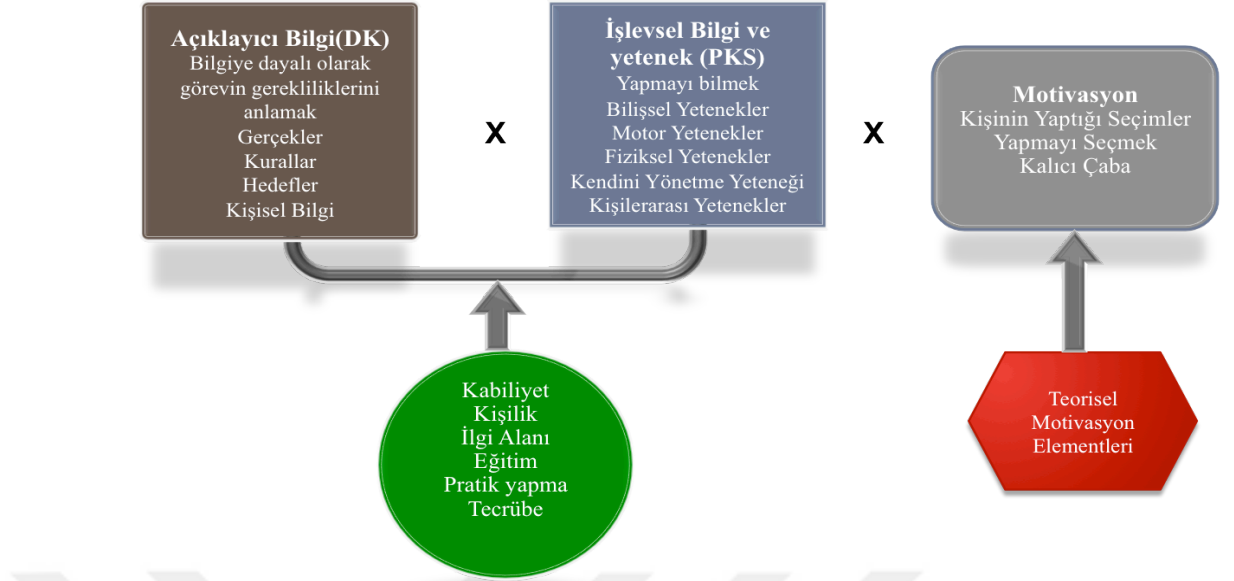 Açıklayıcı Bilgi(DK)
Bilgiye dayalı olarak
görevin gerekliliklerini
anlamak
Gerçekler
Kurallar
Hedefler
Kişisel Bilgi
X
İşlevsel Bilgi ve
yetenek (PKS)
Yapmayı bilmek
Bilişsel Yetenekler
Motor Yetenekler
Fiziksel Yetenekler
Kendini Yönetme Yeteneği
Kişilerarası Yetenekler
X
Motivasyon
Kişinin Yaptığı Seçimler
Yapmayı Seçmek
Kalıcı Çaba
Kabiliyet
Kişilik
İlgi Alanı
Eğitim
Pratik yapma
Tecrübe
Teorisel
Motivasyon
Elementleri